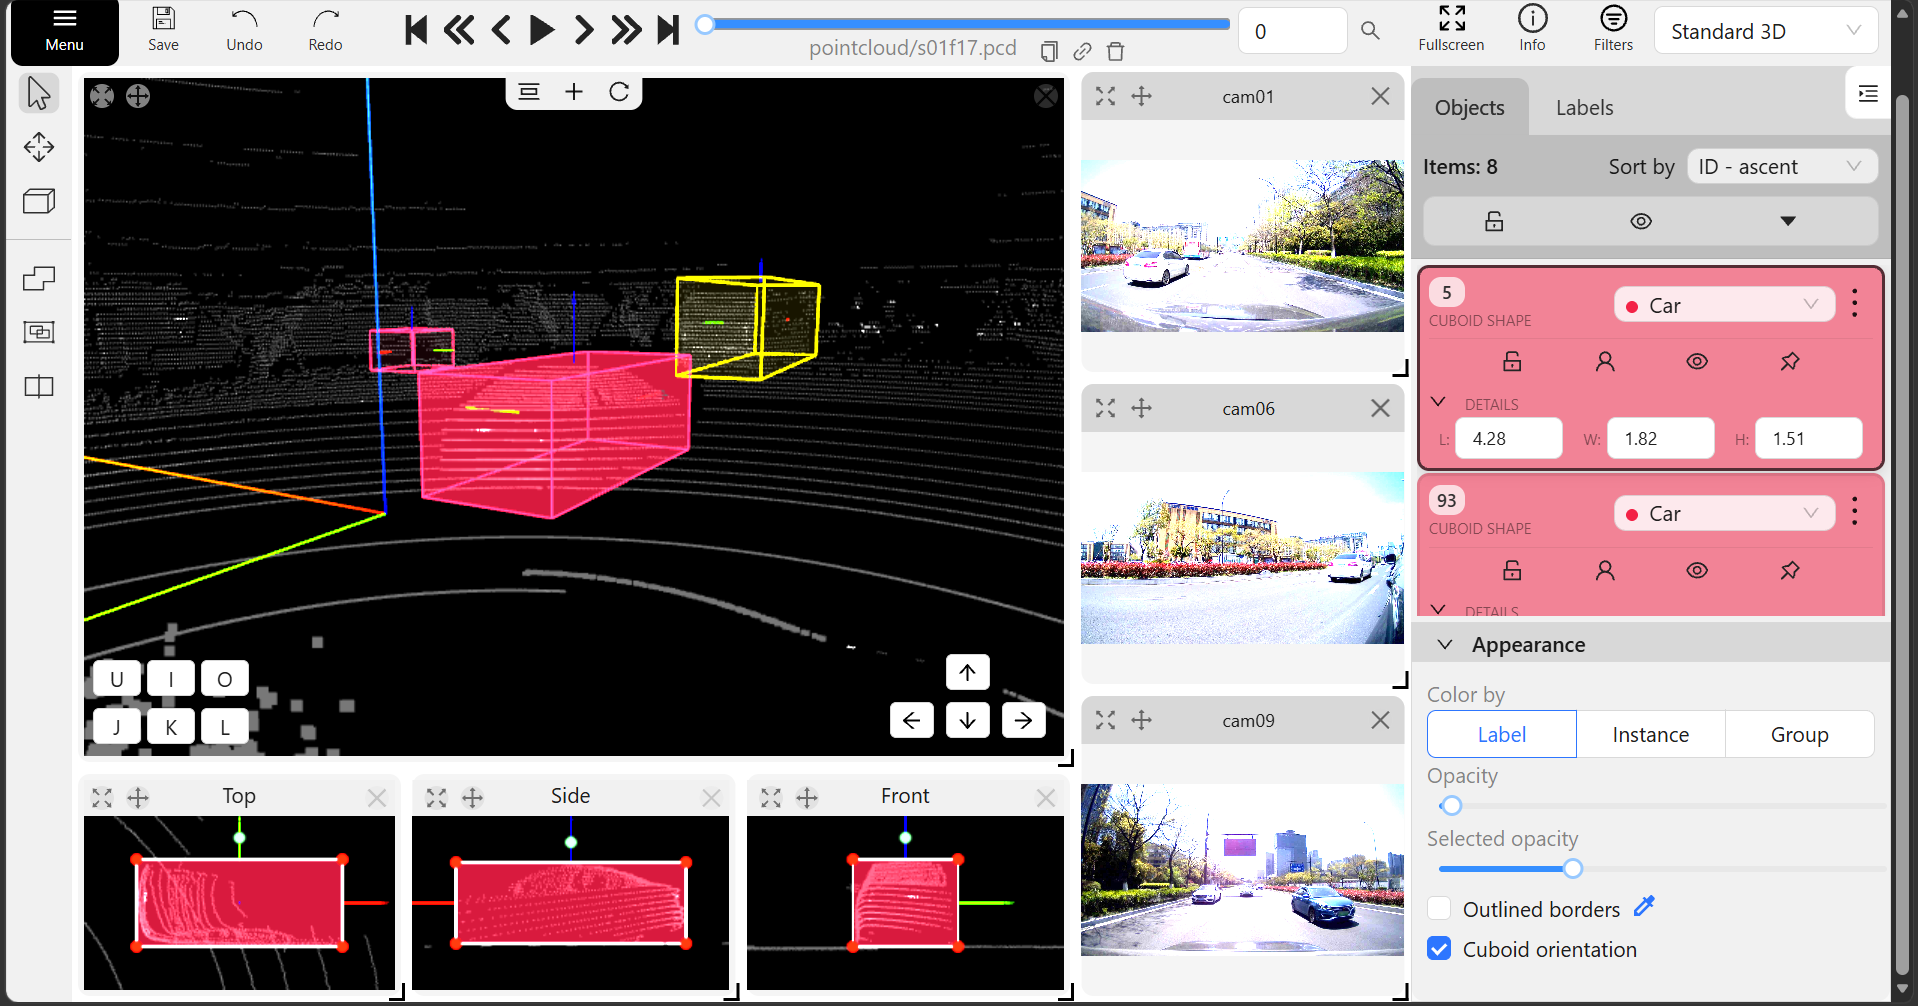 Menu
Save
Undo
Redo
pointcloud/s01f17.pcd
0
Fullscreen
Info
Filters
Standard 3D
cam01
cam06
cam09
U I O
J K L
Top
Side
Front
Objects
Labels
Items: 8
Sort by
ID - ascent
5
CUBOID SHAPE
Car
DETAILS
L: 4.28 W: 1.82 H: 1.51
93
CUBOID SHAPE
Car
DETAILS
Appearance
Color by
Label
Instance
Group
Opacity
Selected opacity
Outlined borders
Cuboid orientation